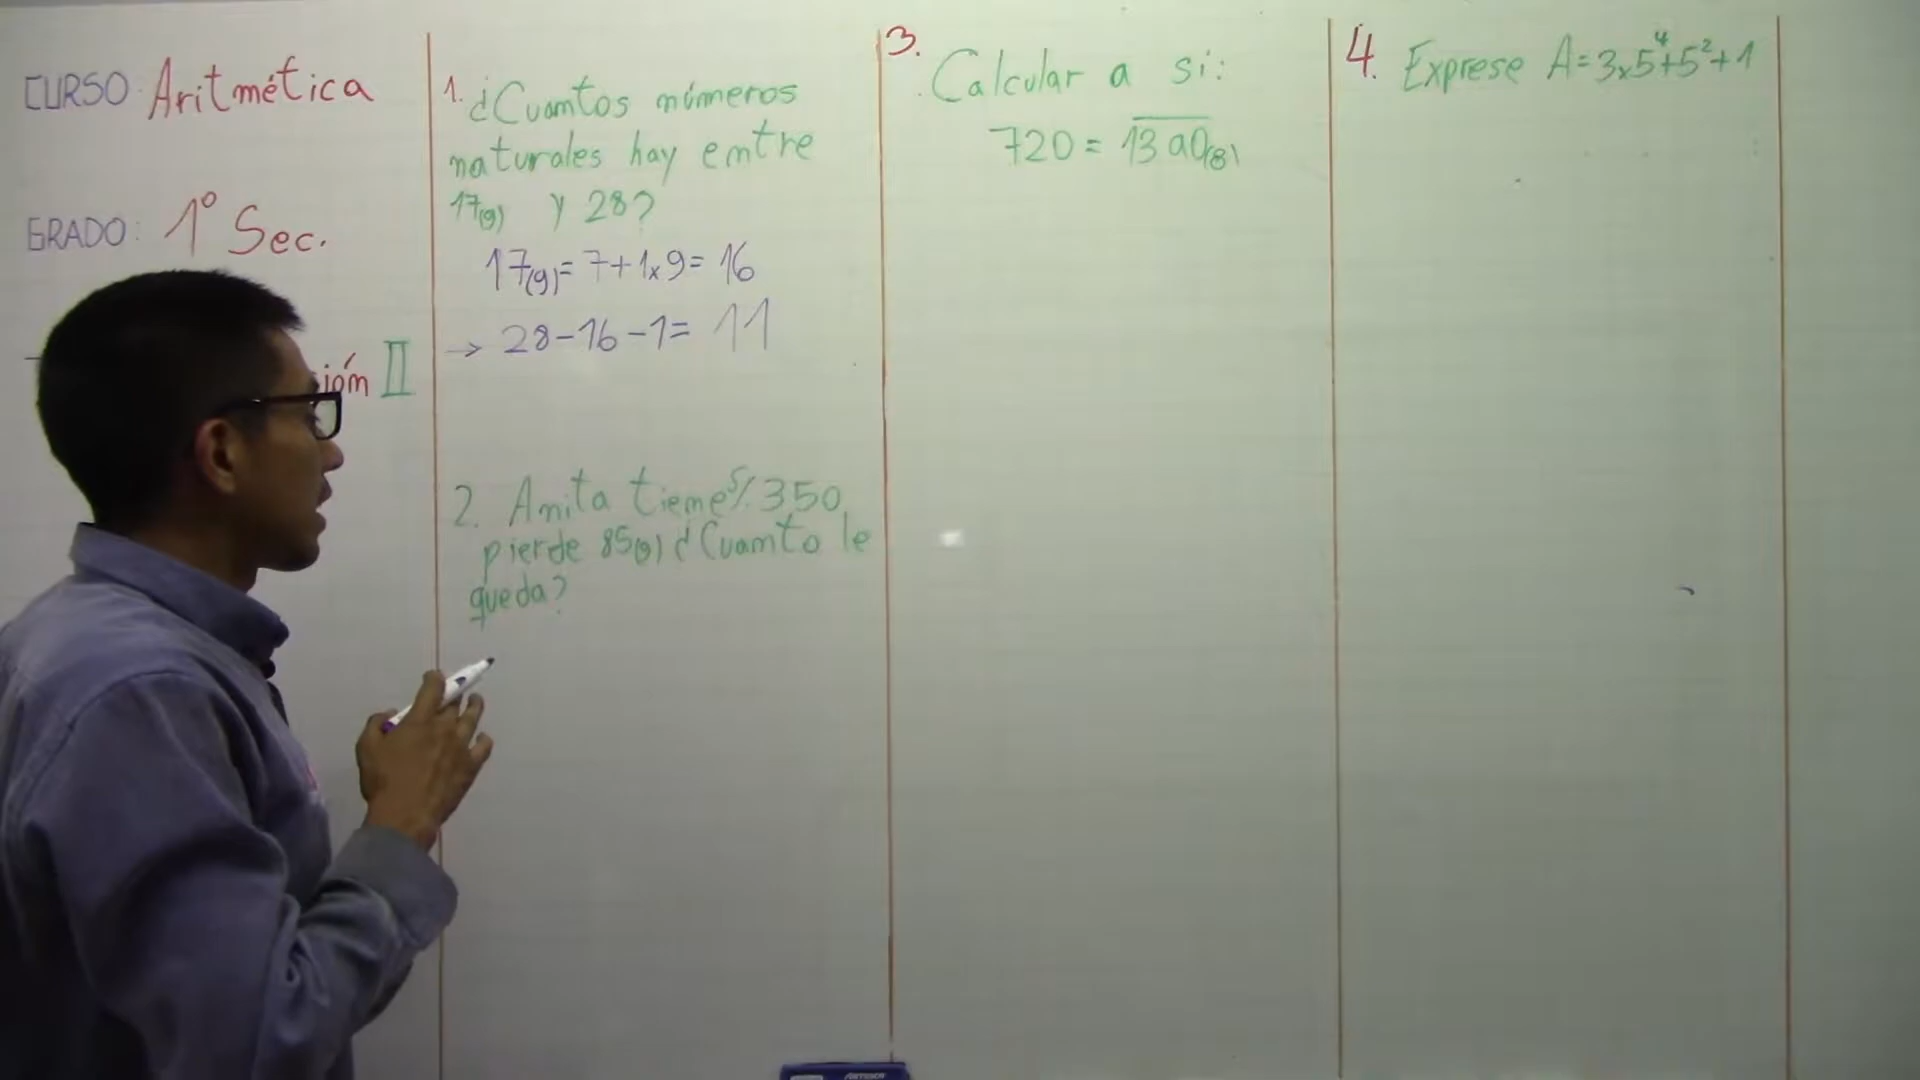 CURSO: Aritmética
GRADO: 1° Sec.
ión II
1. ¿Cuantos números
naturales hay entre
17(9) y 28?
17(9)= 7+1x9= 16
→ 28-16-1= 11
2. Anita tiene S/. 350,
pierde 85(9) ¿Cuanto le
queda?
3. Calcular a si:
720 = 13a0(8)
4. Exprese A=3x5⁴+5²+1